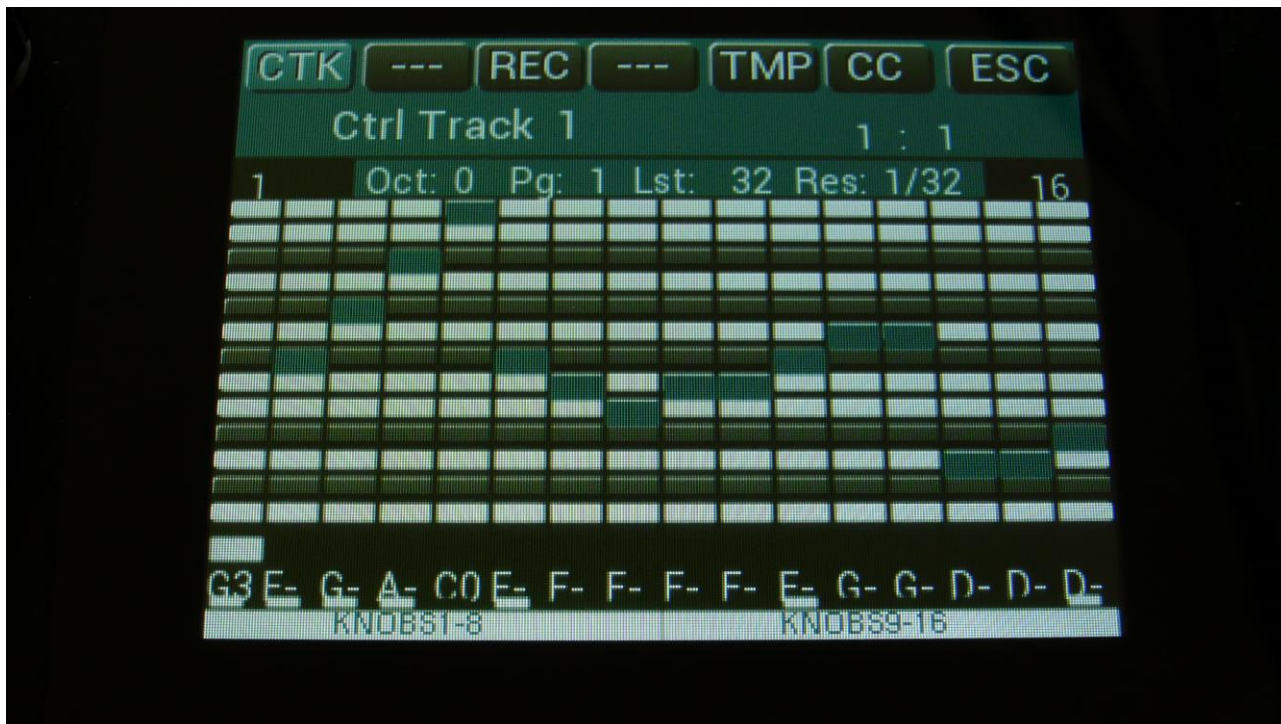 CTK --- REC --- TMP CC ESC
Ctrl Track 1 1 : 1
1 Oct: 0 Pg: 1 Lst: 32 Res: 1/32 16
G3 E- G- A- C0 E- F- F- F- F- E- G- G- D- D- D-
KNOBS1-8 KNOBS9-16